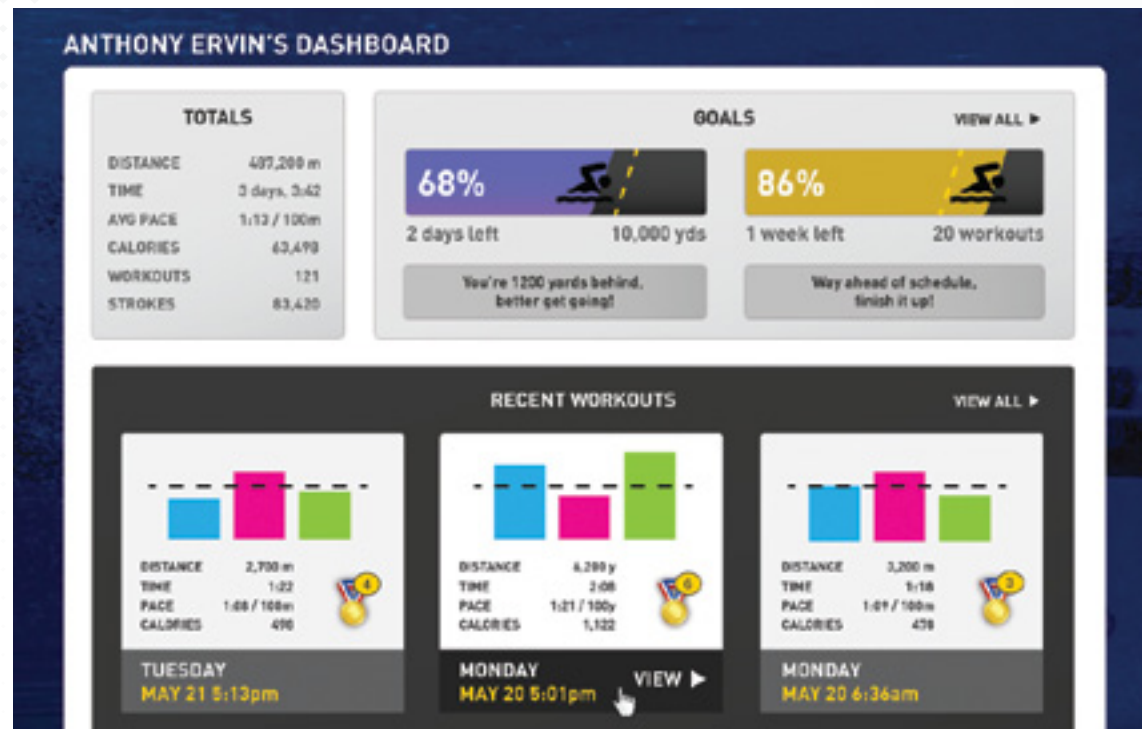 ANTHONY ERVIN'S DASHBOARD
TOTALS
DISTANCE 407,200 m
TIME 3 days, 3:42
AVG PACE 1:13 / 100m
CALORIES 63,490
WORKOUTS 121
STROKES 83,420
GOALS
VIEW ALL ▶
68%
2 days left 10,000 yds
You're 1200 yards behind,
better get going!
86%
1 week left 20 workouts
Way ahead of schedule,
finish it up!
RECENT WORKOUTS
VIEW ALL ▶
DISTANCE 2,700 m
TIME 1:22
PACE 1:08 / 100m
CALORIES 490
4
TUESDAY
MAY 21 5:13pm
DISTANCE 6,200 y
TIME 2:08
PACE 1:21 / 100y
CALORIES 1,122
6
MONDAY
MAY 20 5:01pm
VIEW ▶
DISTANCE 3,200 m
TIME 1:18
PACE 1:09 / 100m
CALORIES
3
MONDAY
MAY 20 6:36am